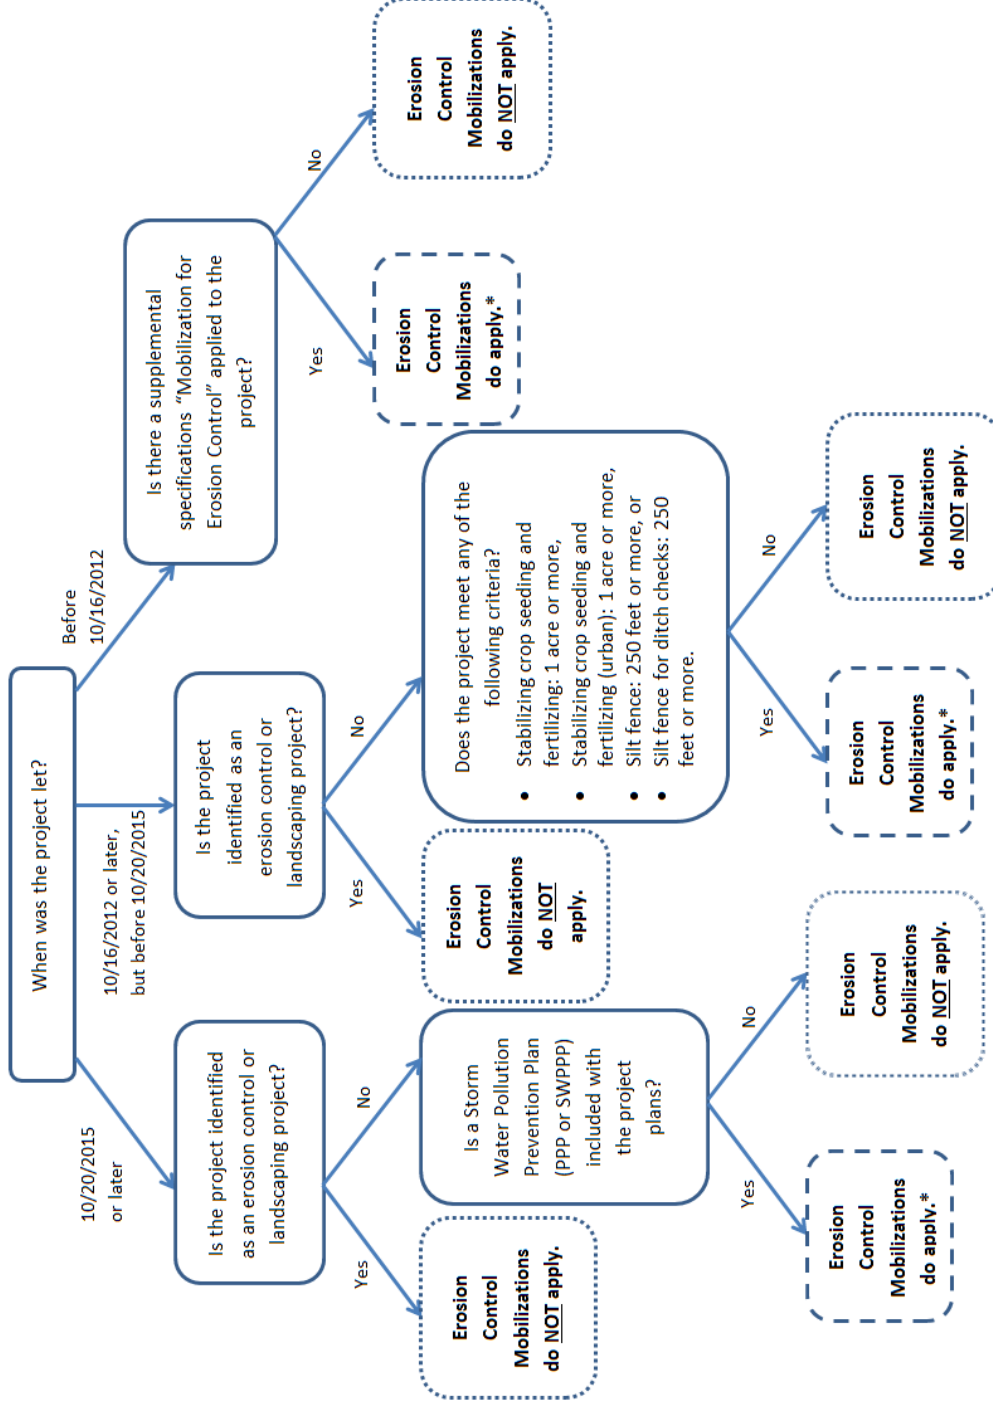 When was the project let?
10/20/2015
or later
10/16/2012 or later,
but before 10/20/2015
Before
10/16/2012
Is the project identified
as an erosion control or
landscaping project?
Is the project
identified as an
erosion control or
landscaping project?
Is there a supplemental
specifications “Mobilization for
Erosion Control” applied to the
project?
Yes
No
Yes
No
Yes
No
Erosion
Control
Mobilizations
do NOT apply.
Is a Storm
Water Pollution
Prevention Plan
(PPP or SWPPP)
included with
the project
plans?
Erosion
Control
Mobilizations
do NOT
apply.
Does the project meet any of the
following criteria?
• Stabilizing crop seeding and
fertilizing: 1 acre or more,
• Stabilizing crop seeding and
fertilizing (urban): 1 acre or more,
• Silt fence: 250 feet or more, or
• Silt fence for ditch checks: 250
feet or more.
Erosion
Control
Mobilizations
do apply.*
Erosion
Control
Mobilizations
do NOT apply.
Yes
No
Yes
No
Erosion
Control
Mobilizations
do apply.*
Erosion
Control
Mobilizations
do NOT apply.
Erosion
Control
Mobilizations
do apply.*
Erosion
Control
Mobilizations
do NOT apply.